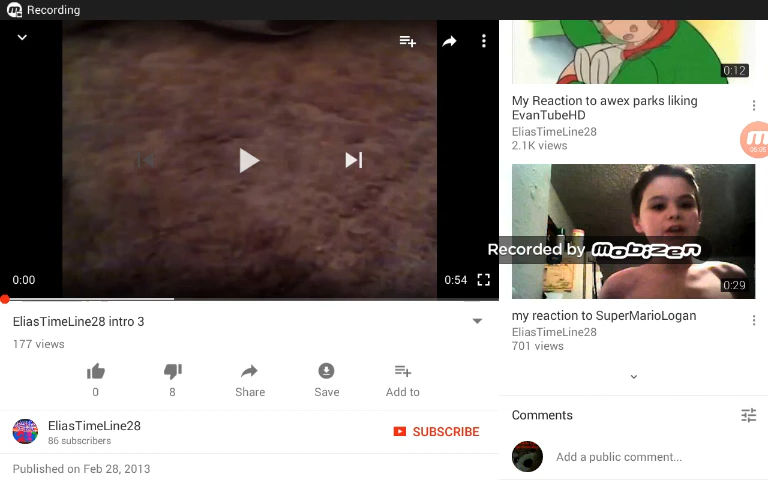 Recording
0:00
0:54
EliasTimeLine28 intro 3
177 views
0
8
Share
Save
Add to
EliasTimeLine28
86 subscribers
SUBSCRIBE
Published on Feb 28, 2013
0:12
My Reaction to awex parks liking
EvanTubeHD
EliasTimeLine28
2.1K views
Recorded by mobizen
0:29
my reaction to SuperMarioLogan
EliasTimeLine28
701 views
Comments
Add a public comment...